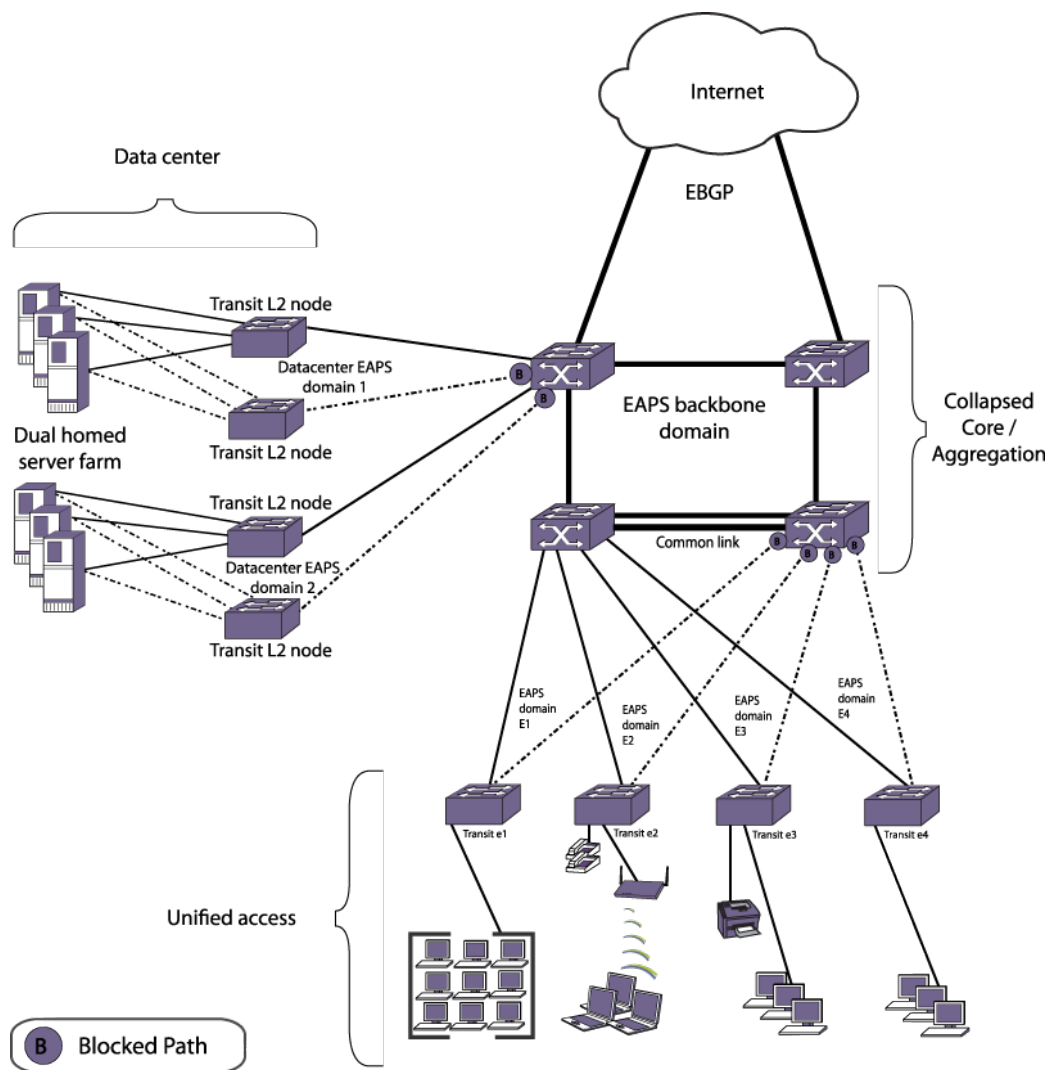 Internet
EBGP
Data center
Transit L2 node
Datacenter EAPS
domain 1
Transit L2 node
Dual homed
server farm
Transit L2 node
Datacenter EAPS
domain 2
Transit L2 node
B
B
EAPS backbone
domain
Collapsed
Core /
Aggregation
Common link
B
B
B
B
EAPS
domain
E1
EAPS
domain
E2
EAPS
domain
E3
EAPS
domain
E4
Transit e1
Transit e2
Transit e3
Transit e4
Unified access
B Blocked Path